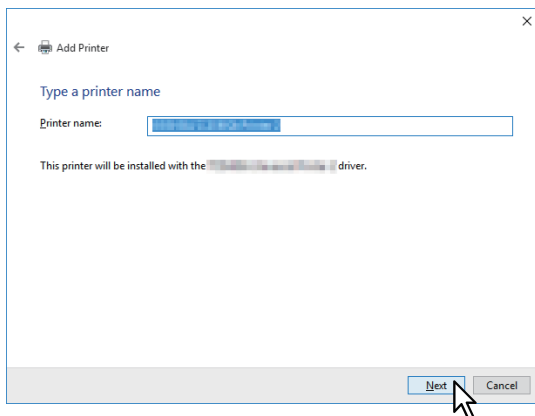 Add Printer
Type a printer name
Printer name:
This printer will be installed with the driver.
Next Cancel